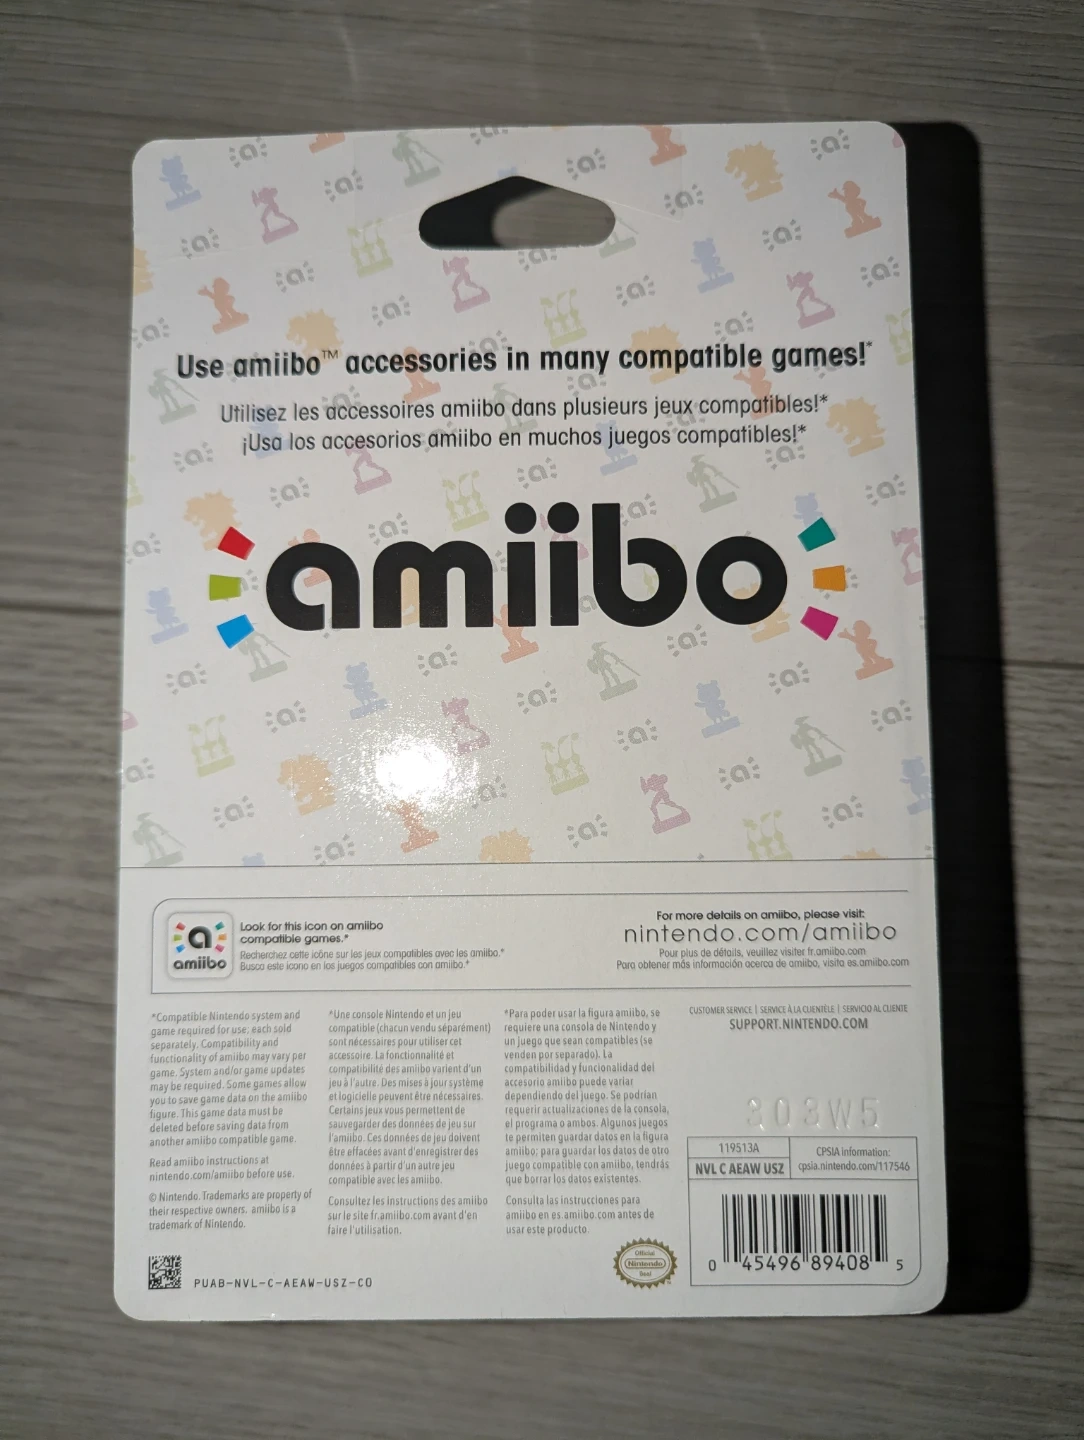 Use amiibo™ accessories in many compatible games!*
Utilisez les accessoires amiibo dans plusieurs jeux compatibles!*
¡Usa los accesorios amiibo en muchos juegos compatibles!*
amiibo
a
amiibo
Look for this icon on amiibo
compatible games.*
Recherchez cette icône sur les jeux compatibles avec les amiibo.*
Busca este icono en los juegos compatibles con amiibo.*
For more details on amiibo, please visit:
nintendo.com/amiibo
Pour plus de détails, veuillez visiter fr.amiibo.com
Para obtener más información acerca de amiibo, visita es.amiibo.com
*Compatible Nintendo system and
game required for use; each sold
separately. Compatibility and
functionality of amiibo may vary per
game. System and/or game updates
may be required. Some games allow
you to save game data on the amiibo
figure. This game data must be
deleted before saving data from
another amiibo compatible game.
Read amiibo instructions at
nintendo.com/amiibo before use.
© Nintendo. Trademarks are property of
their respective owners. amiibo is a
trademark of Nintendo.
*Une console Nintendo et un jeu
compatible (chacun vendu séparément)
sont nécessaires pour utiliser cet
accessoire. La fonctionnalité et
compatibilité des amiibo varient d'un
jeu à l'autre. Des mises à jour système
et logicielle peuvent être nécessaires.
Certains jeux vous permettent de
sauvegarder des données de jeu sur
l'amiibo. Ces données de jeu doivent
être effacées avant d'enregistrer des
données à partir d'un autre jeu
compatible avec les amiibo.
Consultez les instructions des amiibo
sur le site fr.amiibo.com avant d'en
faire l'utilisation.
*Para poder usar la figura amiibo, se
requiere una consola de Nintendo y
un juego que sean compatibles (se
venden por separado). La
compatibilidad y funcionalidad del
accesorio amiibo puede variar
dependiendo del juego. Se podrían
requerir actualizaciones de la consola,
el programa o ambos. Algunos juegos
te permiten guardar datos en la figura
amiibo; para guardar los datos de otro
juego compatible con amiibo, tendrás
que borrar los datos existentes.
Consulta las instrucciones para
amiibo en es.amiibo.com antes de
usar este producto.
CUSTOMER SERVICE | SERVICE À LA CLIENTÈLE | SERVICIO AL CLIENTE
SUPPORT.NINTENDO.COM
303W5
119513A
NVL C AEAW USZ
CPSIA information:
cpsia.nintendo.com/117546
0 45496 89408 5
Official
Nintendo
Seal
PUAB-NVL-C-AEAW-USZ-C0